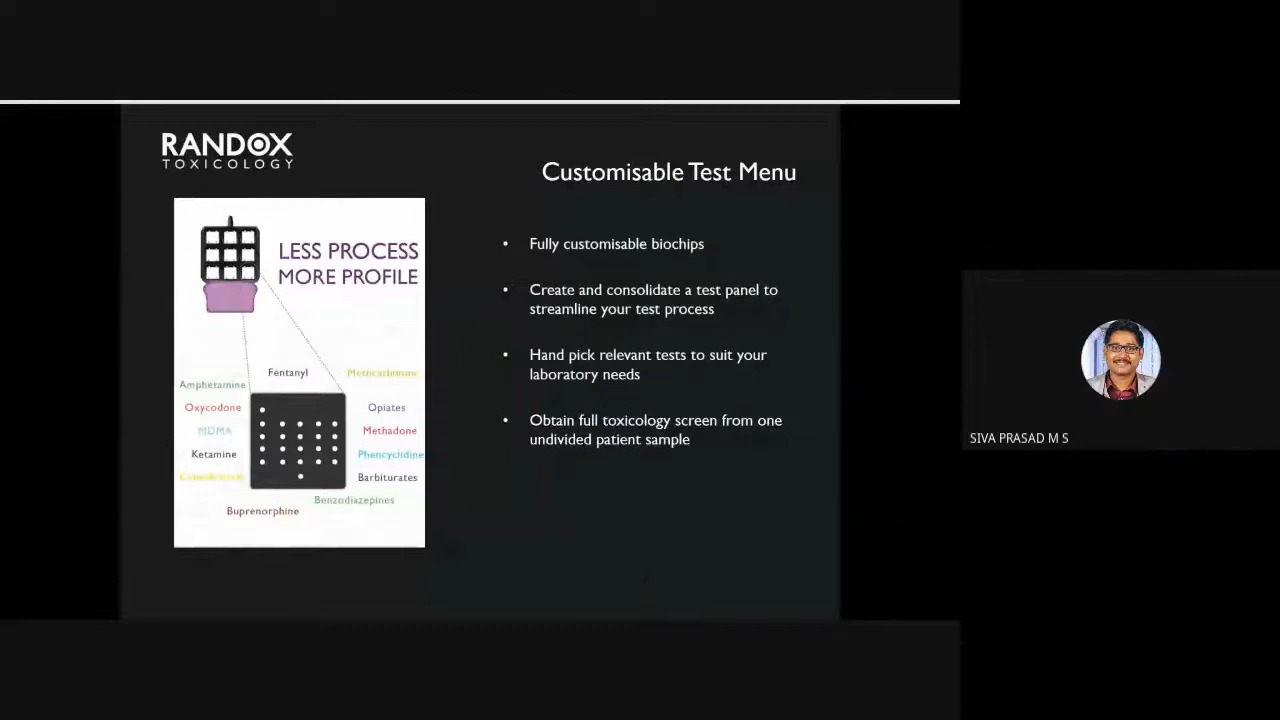 RANDOX
TOXICOLOGY
Customisable Test Menu
LESS PROCESS
MORE PROFILE
Fentanyl
Amphetamine
Oxycodone
MDMA
Ketamine
Opiates
Methadone
Phencyclidine
Barbiturates
Benzodiazepines
Buprenorphine
• Fully customisable biochips
• Create and consolidate a test panel to
streamline your test process
• Hand pick relevant tests to suit your
laboratory needs
• Obtain full toxicology screen from one
undivided patient sample
SIVA PRASAD M S